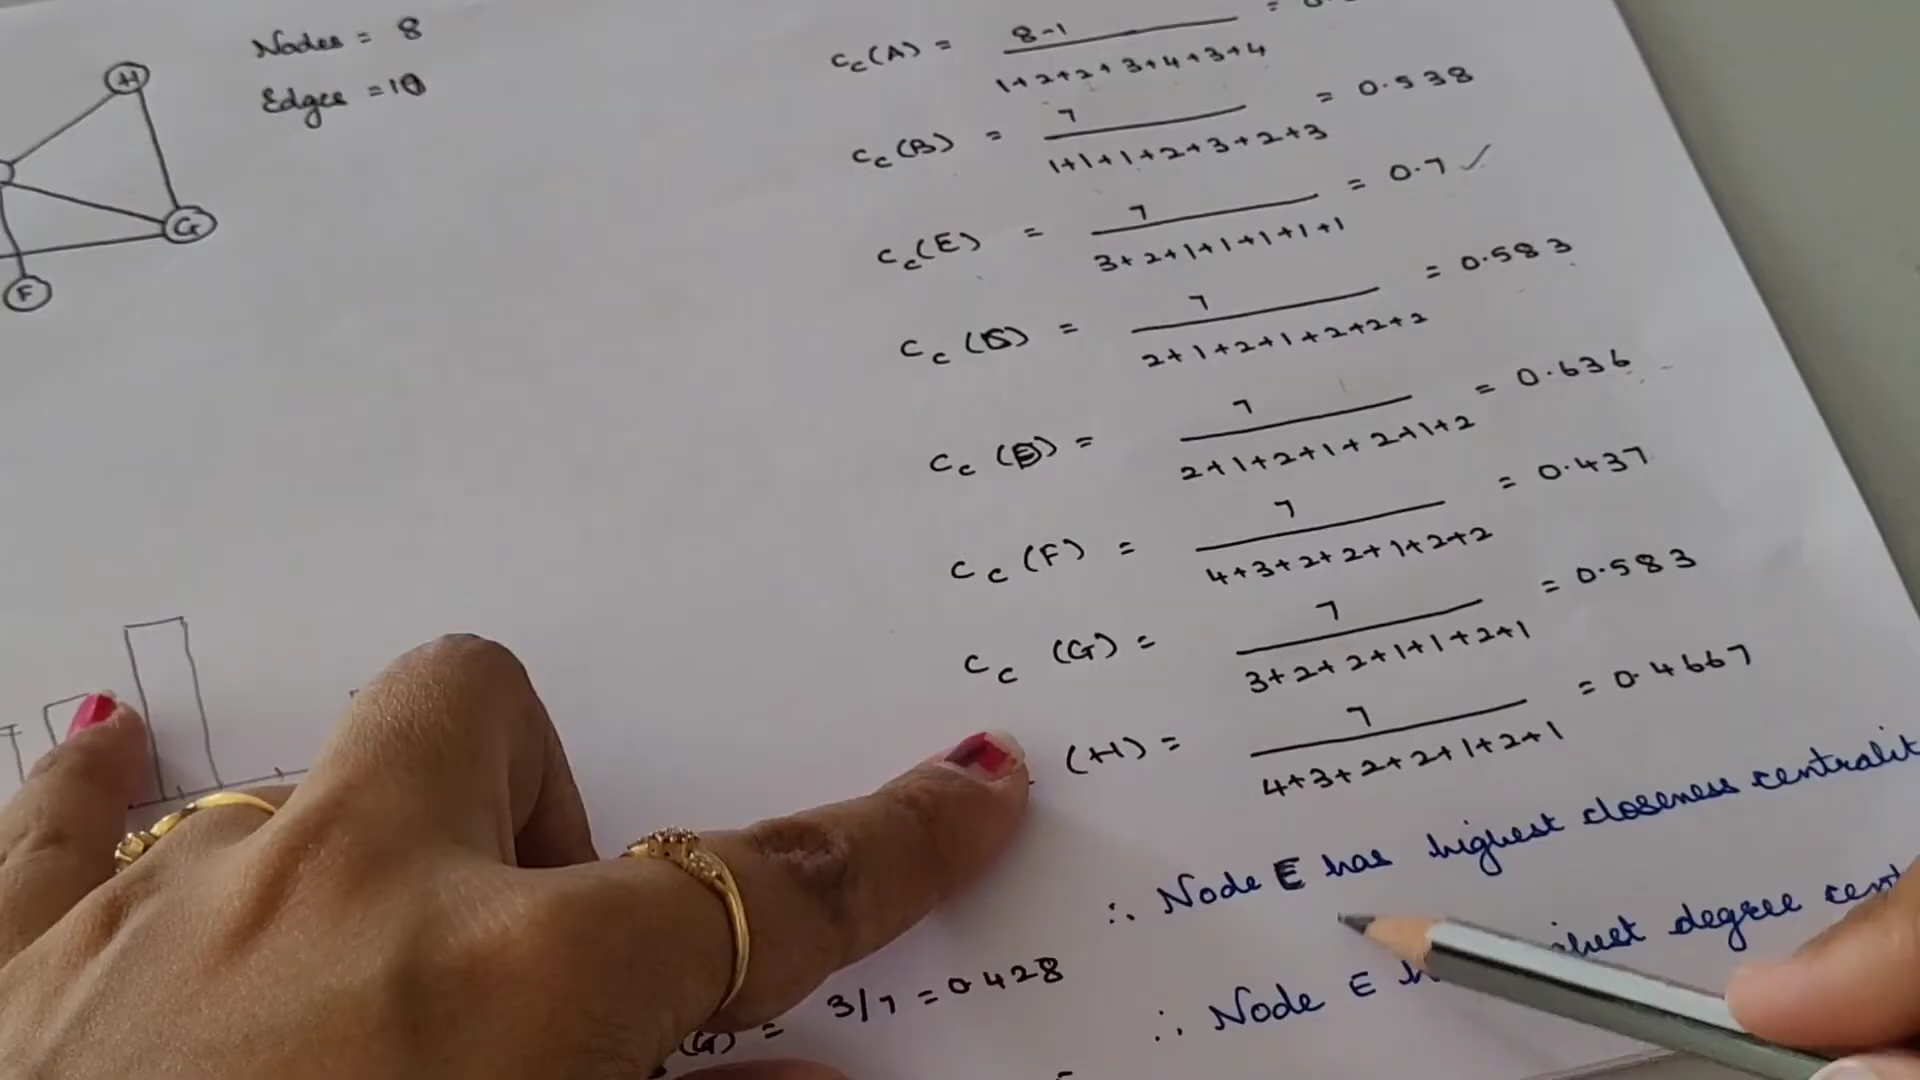 Nodes = 8
Edges = 10
H
G
F
Cc(A) = 8-1 / 1+2+2+3+4+3+4 =
Cc(B) = 7 / 1+1+1+2+3+2+3 = 0.538
Cc(E) = 7 / 3+2+1+1+1+1+1 = 0.7 ✓
Cc( ) = 7 / 2+1+2+1+2+2+2 = 0.583
Cc( ) = 7 / 2+1+2+1+2+1+2 = 0.636
Cc(F) = 7 / 4+3+2+2+1+2+2 = 0.437
Cc(G) = 7 / 3+2+2+1+1+2+1 = 0.583
(H) = 7 / 4+3+2+2+1+2+1 = 0.4667
∴ Node E has highest closeness centralit
∴ Node E h degree cent
(G) = 3/7 = 0.428